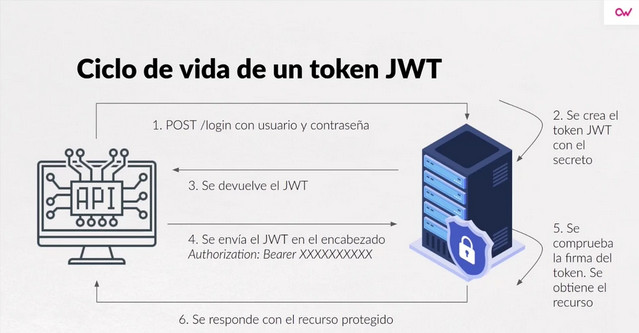 OW
Ciclo de vida de un token JWT
1. POST /login con usuario y contraseña
2. Se crea el
token JWT
con el
secreto
3. Se devuelve el JWT
API
4. Se envía el JWT en el encabezado
Authorization: Bearer XXXXXXXXXX
5. Se
comprueba
la firma del
token. Se
obtiene el
recurso
6. Se responde con el recurso protegido